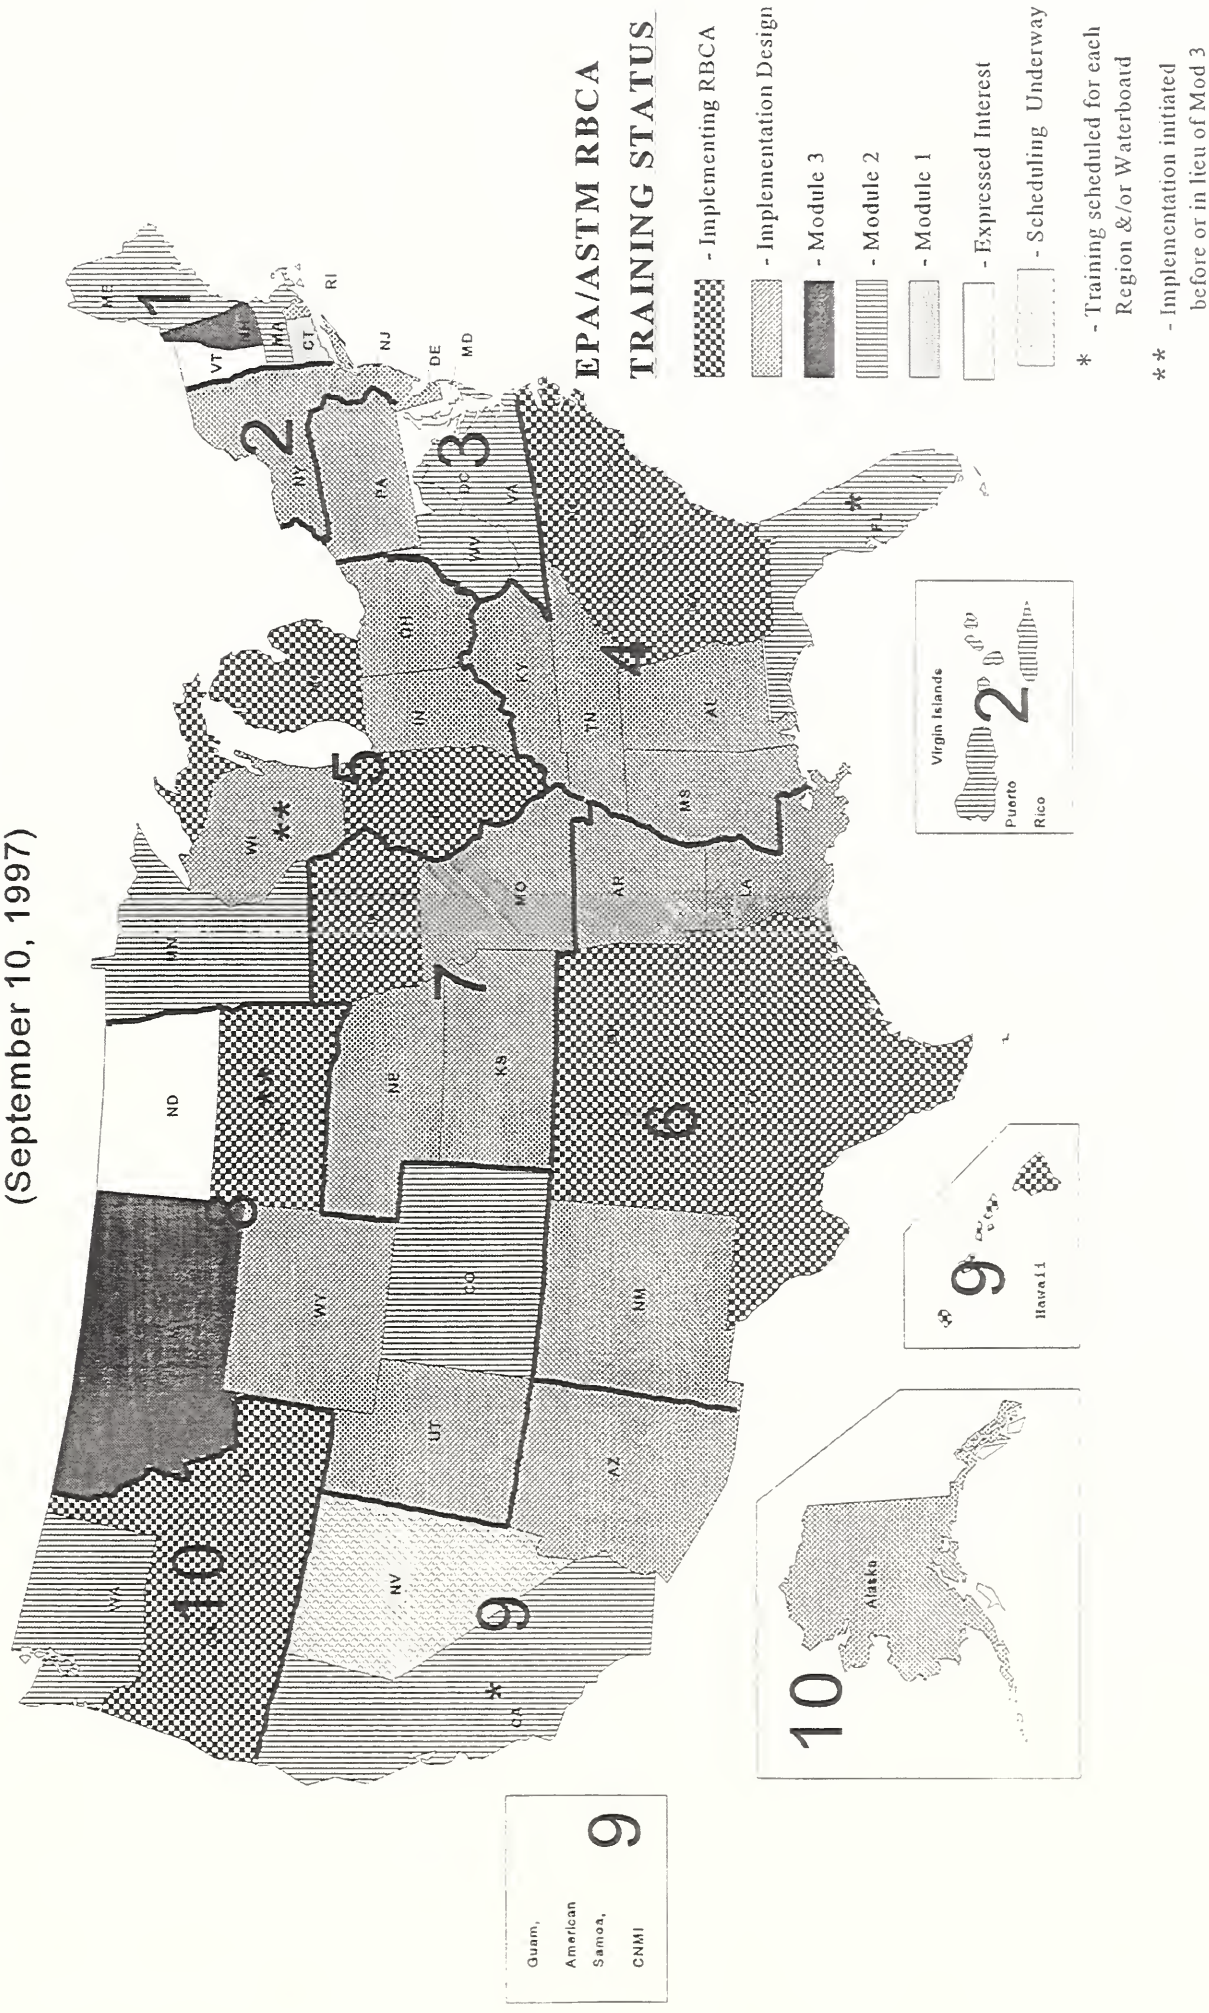 (September 10, 1997)
EPA/ASTM RBCA
TRAINING STATUS
- Implementing RBCA
- Implementation Design
- Module 3
- Module 2
- Module 1
- Expressed Interest
- Scheduling Underway
* - Training scheduled for each
Region &/or Waterboard
** - Implementation initiated
before or in lieu of Mod 3
ME
1
NH
VT
MA
CT
RI
2
NY
NJ
PA
DE
MD
3
DC
VA
WV
OH
IN
KY
TN
4
AL
MS
*
FL
5
WI
**
MN
MO
AR
LA
7
NE
KS
6
ND
8
WY
CO
NM
UT
AZ
WA
10
NV
9
*
CA
Virgin Islands
2
Puerto
Rico
9
Hawaii
10
Alaska
Guam,
American
Samoa,
CNMI
9